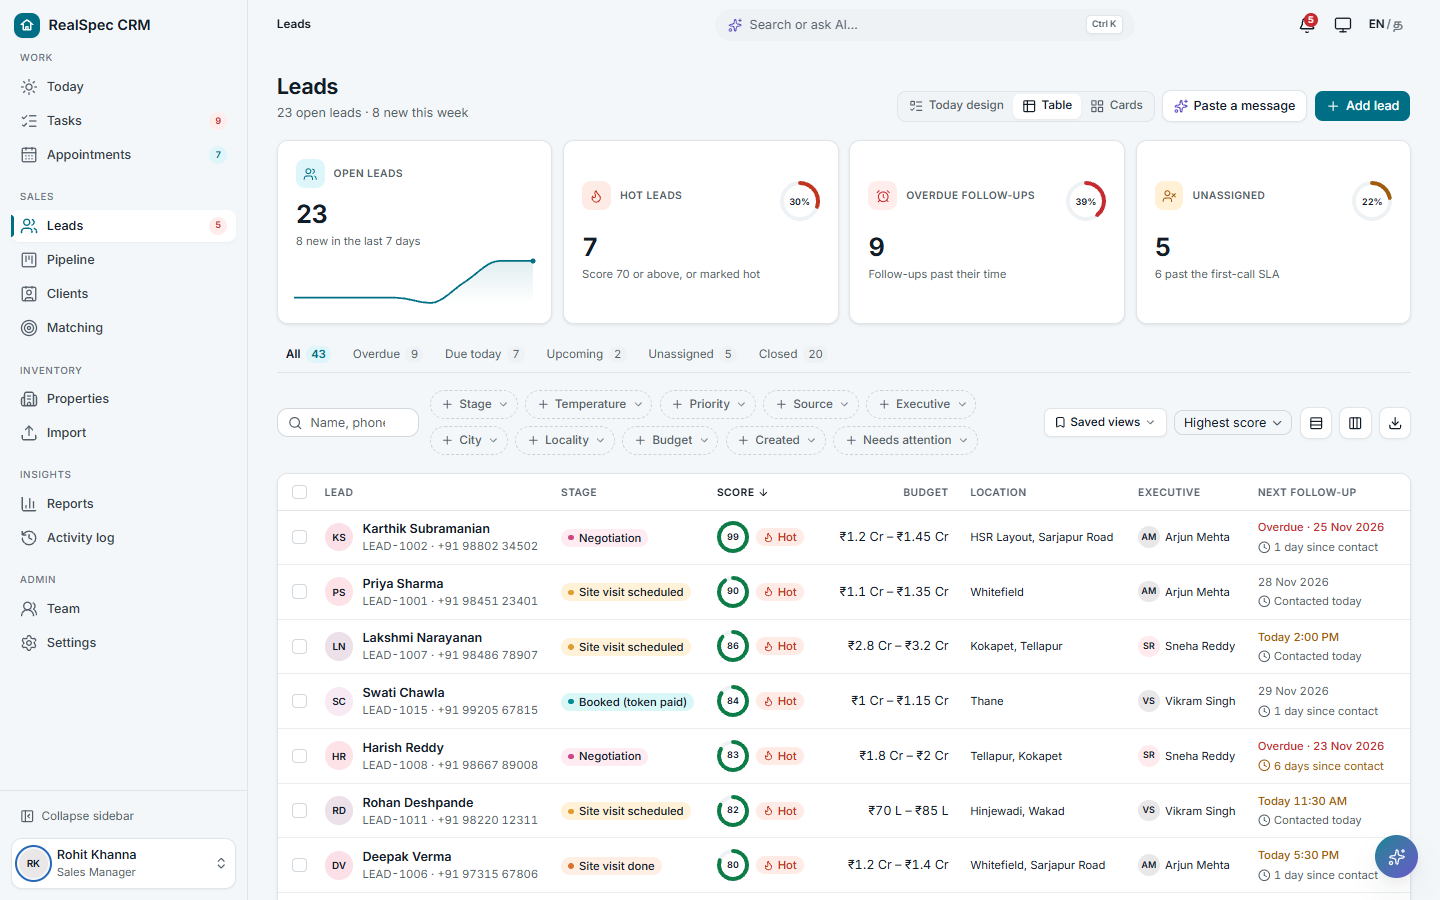 RealSpec CRM
WORK
Today
Tasks 9
Appointments 7
SALES
Leads 5
Pipeline
Clients
Matching
INVENTORY
Properties
Import
INSIGHTS
Reports
Activity log
ADMIN
Team
Settings
Collapse sidebar
RK
Rohit Khanna
Sales Manager
Leads
Search or ask AI...
Ctrl K
5
EN / த
Leads
23 open leads · 8 new this week
Today design
Table
Cards
Paste a message
Add lead
OPEN LEADS
23
8 new in the last 7 days
HOT LEADS
30%
7
Score 70 or above, or marked hot
OVERDUE FOLLOW-UPS
39%
9
Follow-ups past their time
UNASSIGNED
22%
5
6 past the first-call SLA
All 43
Overdue 9
Due today 7
Upcoming 2
Unassigned 5
Closed 20
Name, phone
Stage
Temperature
Priority
Source
Executive
City
Locality
Budget
Created
Needs attention
Saved views
Highest score
LEAD STAGE SCORE BUDGET LOCATION EXECUTIVE NEXT FOLLOW-UP
KS Karthik Subramanian
LEAD-1002 · +91 98802 34502
Negotiation
99 Hot
₹1.2 Cr – ₹1.45 Cr
HSR Layout, Sarjapur Road
AM Arjun Mehta
Overdue · 25 Nov 2026
1 day since contact
PS Priya Sharma
LEAD-1001 · +91 98451 23401
Site visit scheduled
90 Hot
₹1.1 Cr – ₹1.35 Cr
Whitefield
AM Arjun Mehta
28 Nov 2026
Contacted today
LN Lakshmi Narayanan
LEAD-1007 · +91 98486 78907
Site visit scheduled
86 Hot
₹2.8 Cr – ₹3.2 Cr
Kokapet, Tellapur
SR Sneha Reddy
Today 2:00 PM
Contacted today
SC Swati Chawla
LEAD-1015 · +91 99205 67815
Booked (token paid)
84 Hot
₹1 Cr – ₹1.15 Cr
Thane
VS Vikram Singh
29 Nov 2026
1 day since contact
HR Harish Reddy
LEAD-1008 · +91 98667 89008
Negotiation
83 Hot
₹1.8 Cr – ₹2 Cr
Tellapur, Kokapet
SR Sneha Reddy
Overdue · 23 Nov 2026
6 days since contact
RD Rohan Deshpande
LEAD-1011 · +91 98220 12311
Site visit scheduled
82 Hot
₹70 L – ₹85 L
Hinjewadi, Wakad
VS Vikram Singh
Today 11:30 AM
Contacted today
DV Deepak Verma
LEAD-1006 · +91 97315 67806
Site visit done
80 Hot
₹1.2 Cr – ₹1.4 Cr
Whitefield, Sarjapur Road
AM Arjun Mehta
Today 5:30 PM
1 day since contact